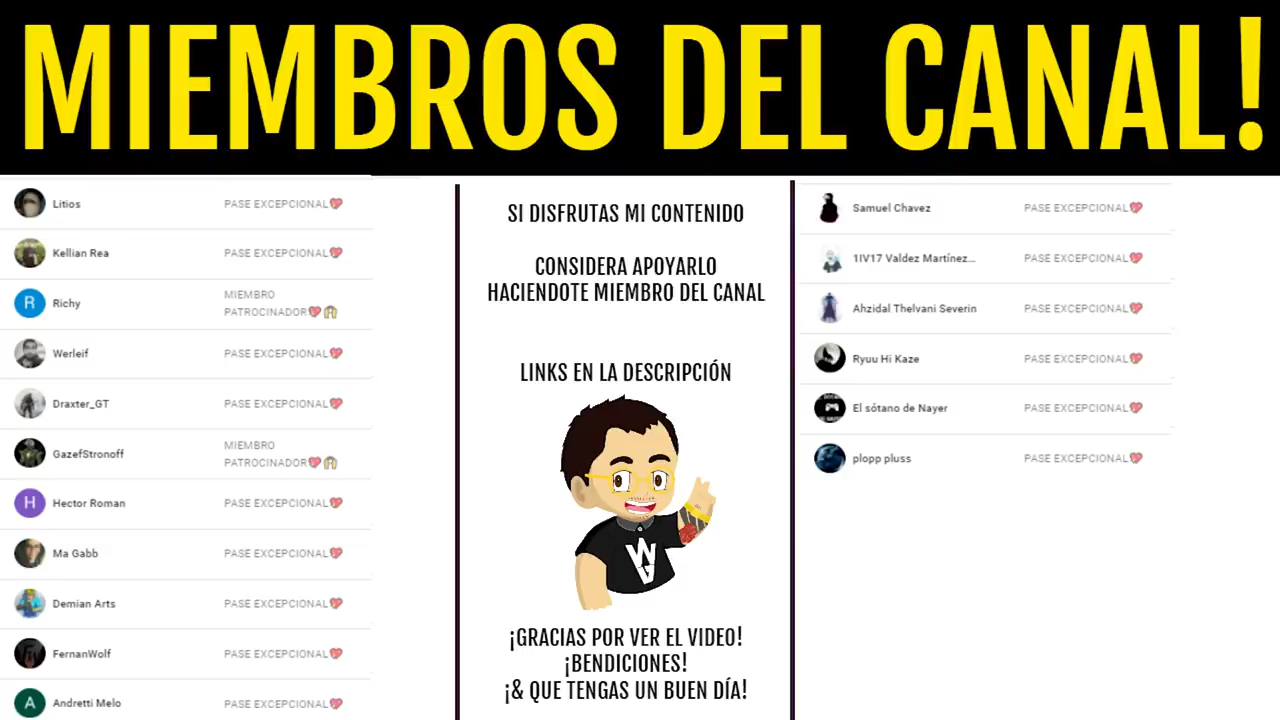 MIEMBROS DEL CANAL!
Litios PASE EXCEPCIONAL💖
Kellian Rea PASE EXCEPCIONAL💖
R Richy MIEMBRO
PATROCINADOR💖🙌
Werleif PASE EXCEPCIONAL💖
Draxter_GT PASE EXCEPCIONAL💖
GazefStronoff MIEMBRO
PATROCINADOR💖🙌
H Hector Roman PASE EXCEPCIONAL💖
Ma Gabb PASE EXCEPCIONAL💖
Demian Arts PASE EXCEPCIONAL💖
FernanWolf PASE EXCEPCIONAL💖
A Andretti Melo PASE EXCEPCIONAL💖
SI DISFRUTAS MI CONTENIDO
CONSIDERA APOYARLO
HACIENDOTE MIEMBRO DEL CANAL
LINKS EN LA DESCRIPCIÓN
¡GRACIAS POR VER EL VIDEO!
¡BENDICIONES!
¡& QUE TENGAS UN BUEN DÍA!
Samuel Chavez PASE EXCEPCIONAL💖
1IV17 Valdez Martínez... PASE EXCEPCIONAL💖
Ahzidal Thelvani Severin PASE EXCEPCIONAL💖
Ryuu Hi Kaze PASE EXCEPCIONAL💖
El sótano de Nayer PASE EXCEPCIONAL💖
plopp pluss PASE EXCEPCIONAL💖